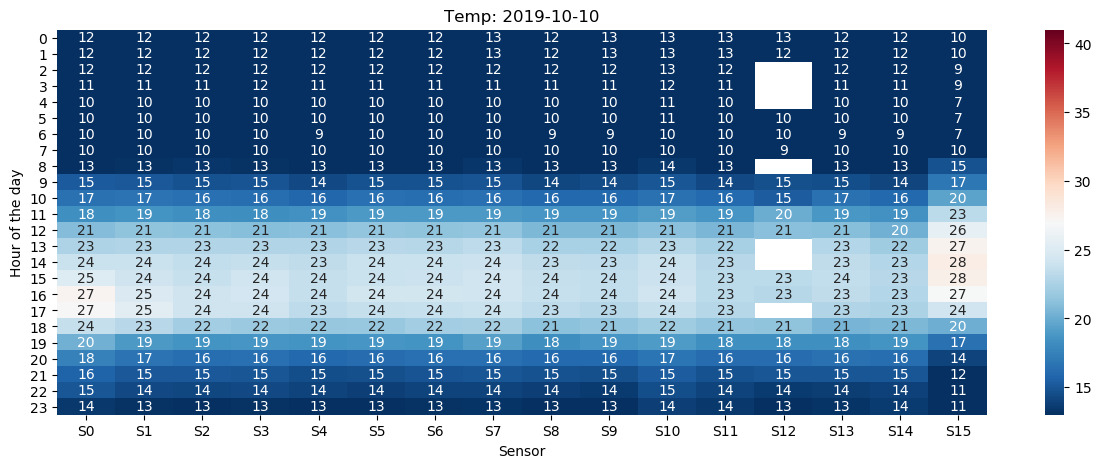 Temp: 2019-10-10
Hour of the day
0 12 12 12 12 12 12 12 13 12 13 13 13 13 12 12 10
1 12 12 12 12 12 12 12 13 12 13 13 13 12 12 12 10
2 12 12 12 12 12 12 12 12 12 12 13 12 12 12 9
3 11 11 11 12 11 11 11 11 11 11 12 11 11 11 9
4 10 10 10 10 10 10 10 10 10 10 11 10 10 10 7
5 10 10 10 10 10 10 10 10 10 10 11 10 10 10 10 7
6 10 10 10 10 9 10 10 10 9 9 10 10 10 9 9 7
7 10 10 10 10 10 10 10 10 10 10 10 10 9 10 10 10
8 13 13 13 13 13 13 13 13 13 13 14 13 13 13 15
9 15 15 15 15 14 15 15 15 14 14 15 14 15 15 14 17
10 17 17 16 16 16 16 16 16 16 16 17 16 15 17 16 20
11 18 19 18 18 19 19 19 19 19 19 19 19 20 19 19 23
12 21 21 21 21 21 21 21 21 21 21 21 21 21 21 20 26
13 23 23 23 23 23 23 23 23 22 22 23 22 23 22 27
14 24 24 24 24 23 24 24 24 24 23 24 23 23 23 28
15 25 24 24 24 24 24 24 24 24 24 24 23 23 24 23 28
16 27 25 24 24 24 24 24 24 24 24 24 23 23 23 23 27
17 27 25 24 24 23 24 24 24 23 23 24 23 23 23 24
18 24 23 22 22 22 22 22 22 21 21 22 21 21 21 21 20
19 20 19 19 19 19 19 19 19 18 19 19 18 18 18 19 17
20 18 17 16 16 16 16 16 16 16 16 17 16 16 16 16 14
21 16 15 15 15 15 15 15 15 15 15 15 15 15 15 15 12
22 15 14 14 14 14 14 14 14 14 14 14 14 14 14 14 11
23 14 13 13 13 13 13 13 13 13 13 14 14 13 13 14 11
S0 S1 S2 S3 S4 S5 S6 S7 S8 S9 S10 S11 S12 S13 S14 S15
Sensor
40
35
30
25
20
15